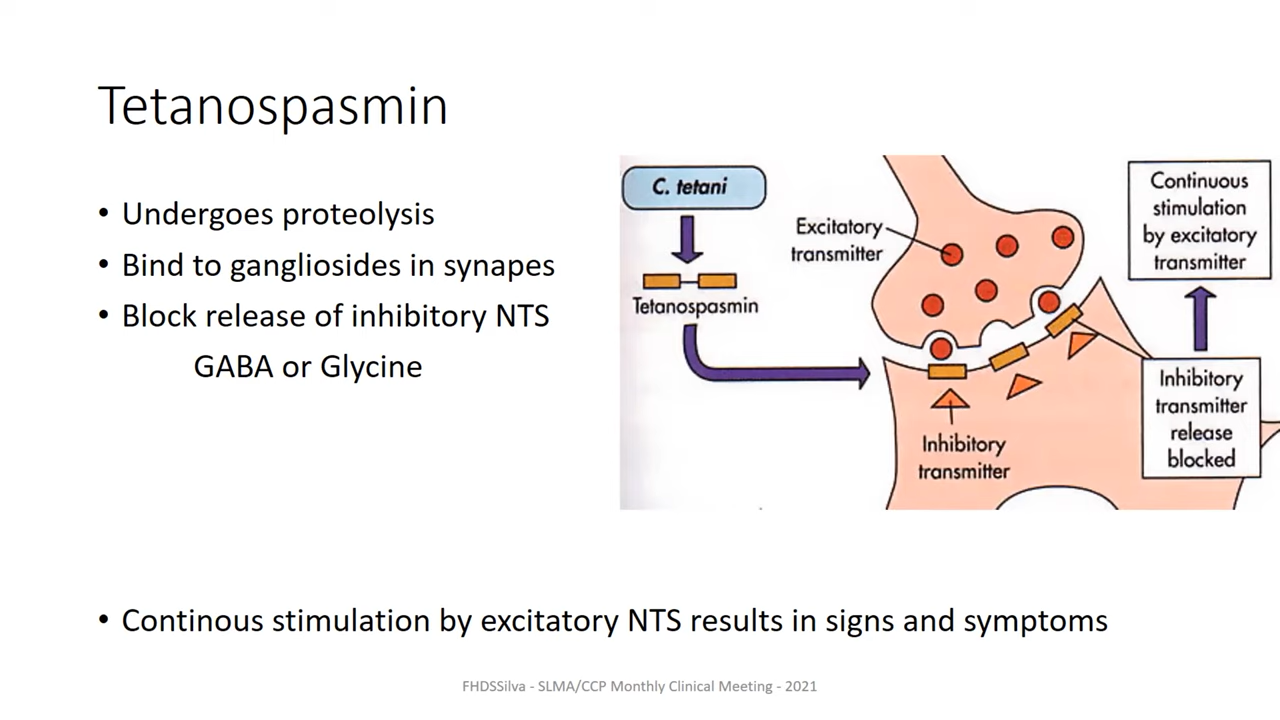 Tetanospasmin
• Undergoes proteolysis
• Bind to gangliosides in synapses
• Block release of inhibitory NTS
GABA or Glycine
C. tetani
Tetanospasmin
Excitatory
transmitter
Inhibitory
transmitter
Continuous
stimulation
by excitatory
transmitter
Inhibitory
transmitter
release
blocked
• Continous stimulation by excitatory NTS results in signs and symptoms
FHDSSilva - SLMA/CCP Monthly Clinical Meeting - 2021